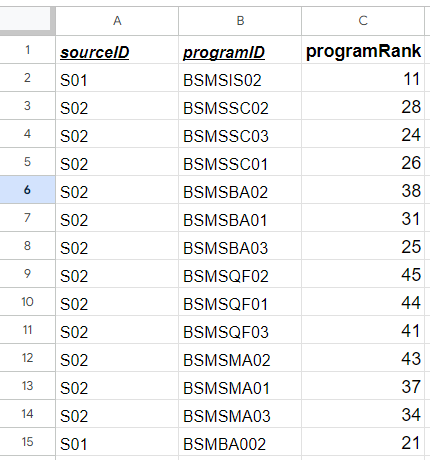 A B C
1 sourceID programID programRank
2 S01 BSMSIS02 11
3 S02 BSMSSC02 28
4 S02 BSMSSC03 24
5 S02 BSMSSC01 26
6 S02 BSMSBA02 38
7 S02 BSMSBA01 31
8 S02 BSMSBA03 25
9 S02 BSMSQF02 45
10 S02 BSMSQF01 44
11 S02 BSMSQF03 41
12 S02 BSMSMA02 43
13 S02 BSMSMA01 37
14 S02 BSMSMA03 34
15 S01 BSMBA002 21